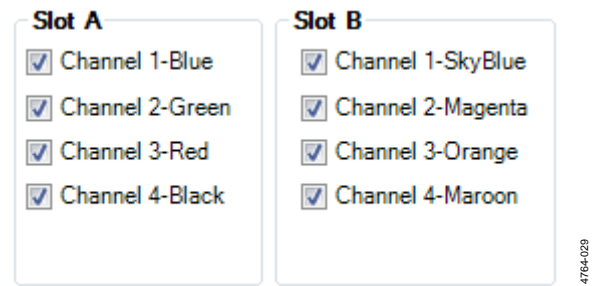 Slot A
Channel 1-Blue
Channel 2-Green
Channel 3-Red
Channel 4-Black
Slot B
Channel 1-SkyBlue
Channel 2-Magenta
Channel 3-Orange
Channel 4-Maroon
4764-029